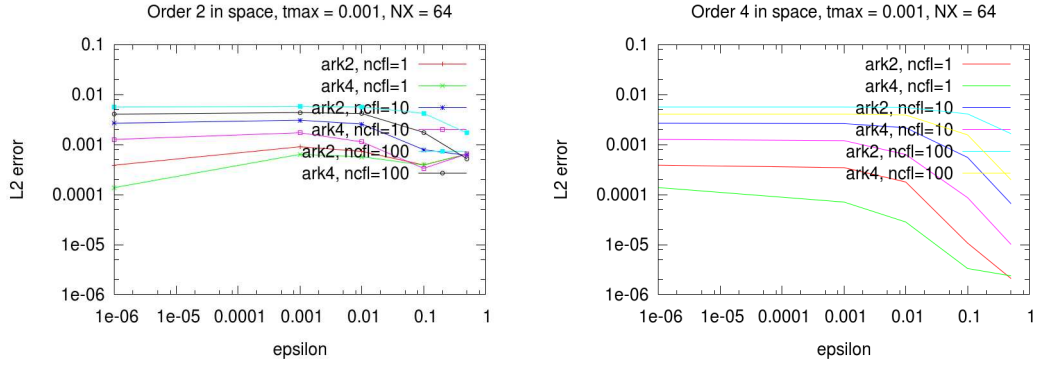 Order 2 in space, tmax = 0.001, NX = 64
0.1
0.01
0.001
0.0001
1e-05
1e-06
L2 error
ark2, ncfl=1
ark4, ncfl=1
ark2, ncfl=10
ark4, ncfl=10
ark2, ncfl=100
ark4, ncfl=100
1e-06 1e-05 0.0001 0.001 0.01 0.1 1
epsilon
Order 4 in space, tmax = 0.001, NX = 64
0.1
0.01
0.001
0.0001
1e-05
1e-06
L2 error
ark2, ncfl=1
ark4, ncfl=1
ark2, ncfl=10
ark4, ncfl=10
ark2, ncfl=100
ark4, ncfl=100
1e-06 1e-05 0.0001 0.001 0.01 0.1 1
epsilon